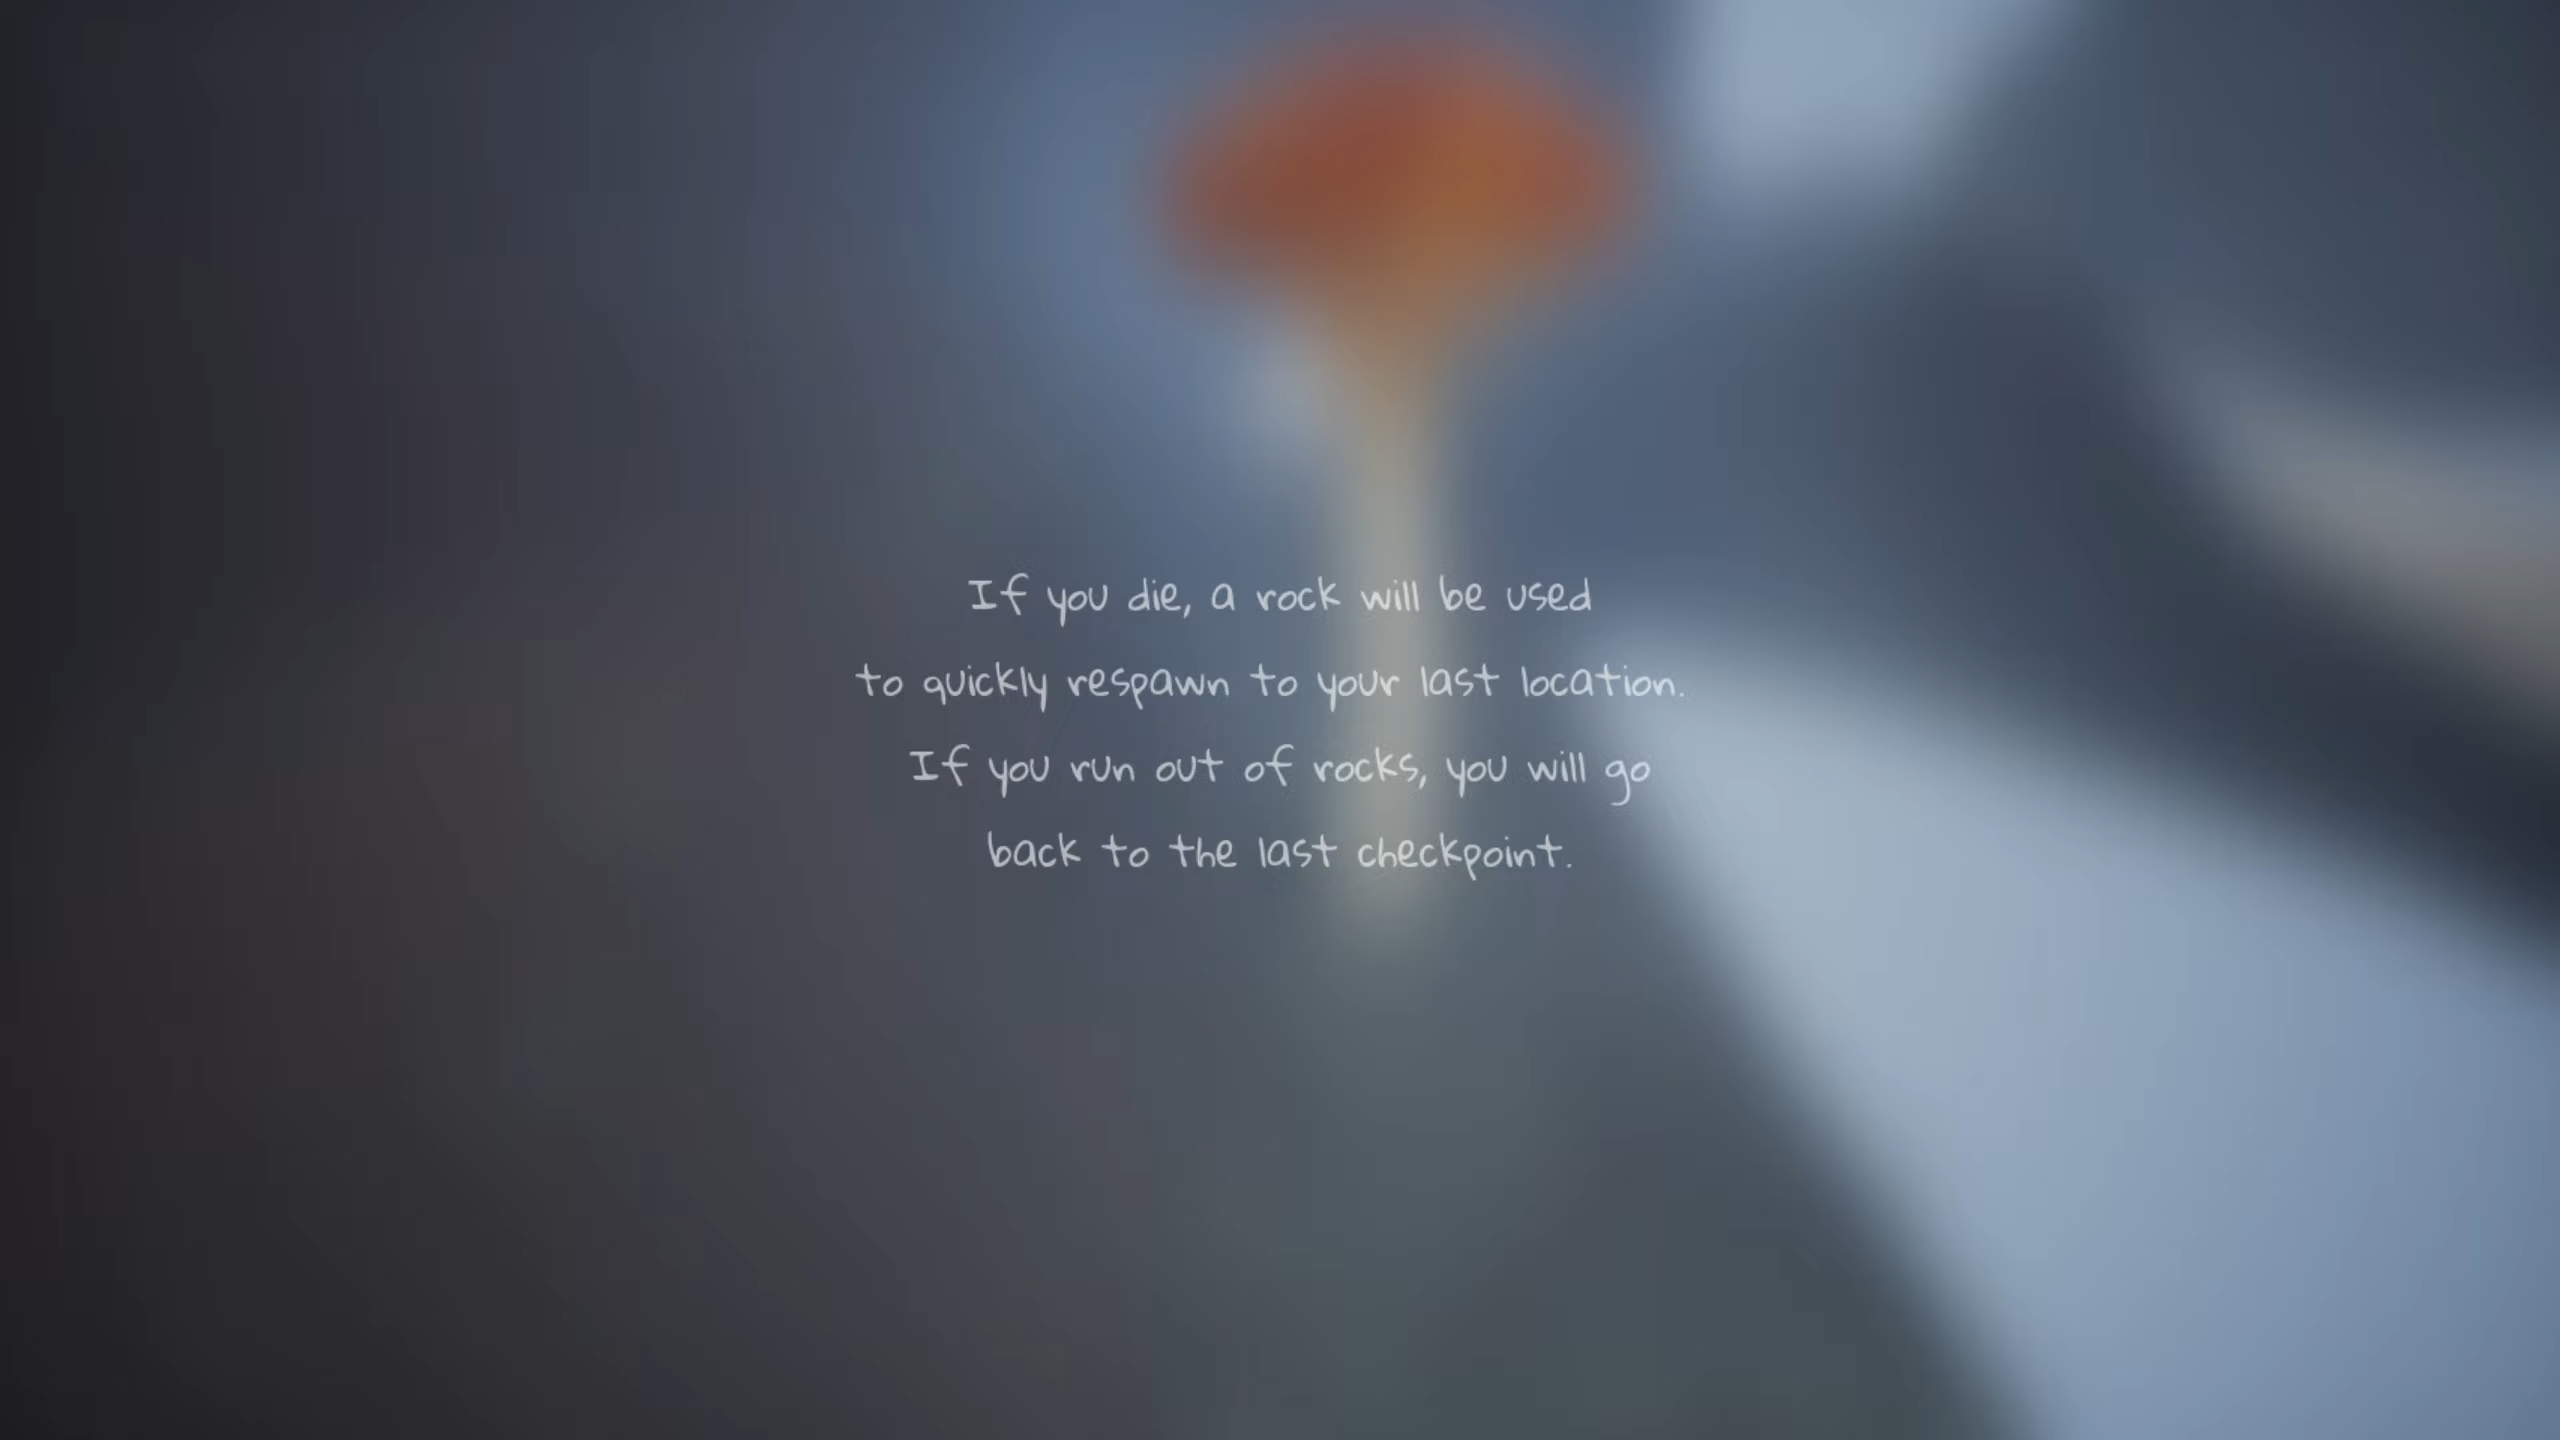 If you die, a rock will be used
to quickly respawn to your last location.
If you run out of rocks, you will go
back to the last checkpoint.